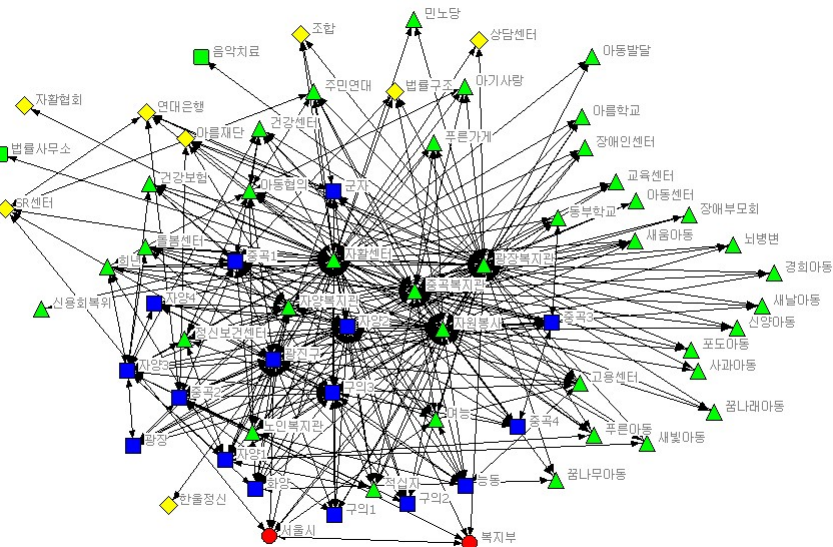 민노당
조합
상담센터
음악치료
아동발달
주민연대
법률구조
아기사랑
자활협회
연대은행
아름학교
건강센터
아름재단
푸른가게
장애인센터
법률사무소
건강보험
아동협의
군자
교육센터
아동센터
SR센터
동부학교
장애부모회
돌봄센터
새움아동
뇌병변
중곡1
자활센터
광장복지관
경희아동
중곡복지관
신용회복위
자양4
자양복지관
새날아동
자양2
자원봉사
중곡3
신양아동
정신보건센터
포도아동
자양3
광진구
사과아동
중곡2
구의3
고용센터
꿈나래아동
광장
노인복지관
중곡4
푸른아동
새빛아동
자양1
화양
적십자
능동
꿈나무아동
한울정신
구의1
구의2
서울시
복지부